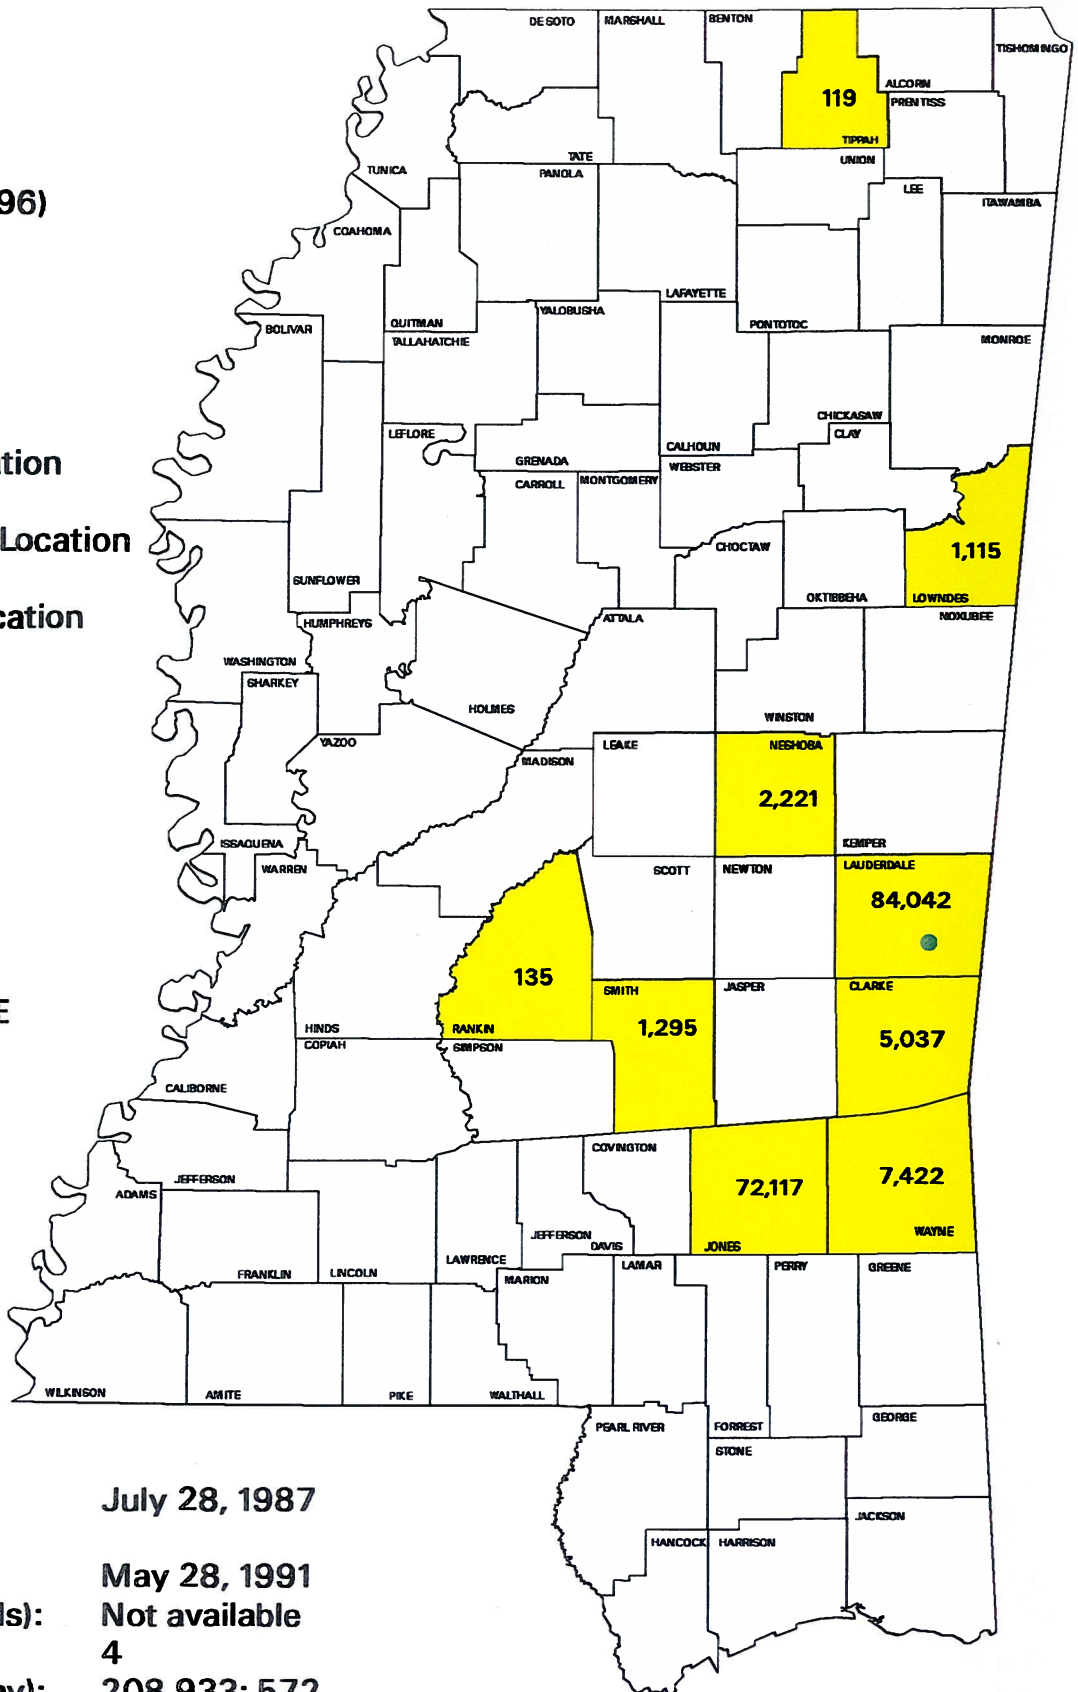 DE SOTO
MARSHALL
BENTON
TISHOMINGO
ALCORN
119
PRENTISS
TIPPAH
TATE
UNION
TUNICA
PANOLA
LEE
96)
ITAWAMBA
COAHOMA
LAFAYETTE
YALOBUSHA
QUITMAN
PONTOTOC
BOLIVAR
TALLAHATCHIE
MONROE
CHICKASAW
LEFLORE
CLAY
CALHOUN
tion
GRENADA
WEBSTER
CARROLL
MONTGOMERY
Location
CHOCTAW
1,115
SUNFLOWER
OKTIBBEHA
LOWNDES
cation
HUMPHREYS
ATTALA
NOXUBEE
WASHINGTON
SHARKEY
HOLMES
WINSTON
YAZOO
LEAKE
NESHOBA
MADISON
2,221
ISSAQUENA
KEMPER
WARREN
SCOTT
NEWTON
LAUDERDALE
84,042
135
SMITH
JASPER
CLARKE
E
HINDS
RANKIN
1,295
5,037
COPIAH
SIMPSON
CALIBORNE
COVINGTON
JEFFERSON
72,117
7,422
ADAMS
JEFFERSON
DAVIS
WAYNE
JONES
LAWRENCE
LAMAR
PERRY
GREENE
FRANKLIN
LINCOLN
MARION
WILKINSON
AMITE
PIKE
WALTHALL
GEORGE
PEARL RIVER
FORREST
STONE
July 28, 1987
JACKSON
HANCOCK
HARRISON
May 28, 1991
ls): Not available
4
ay): 208,933; 572